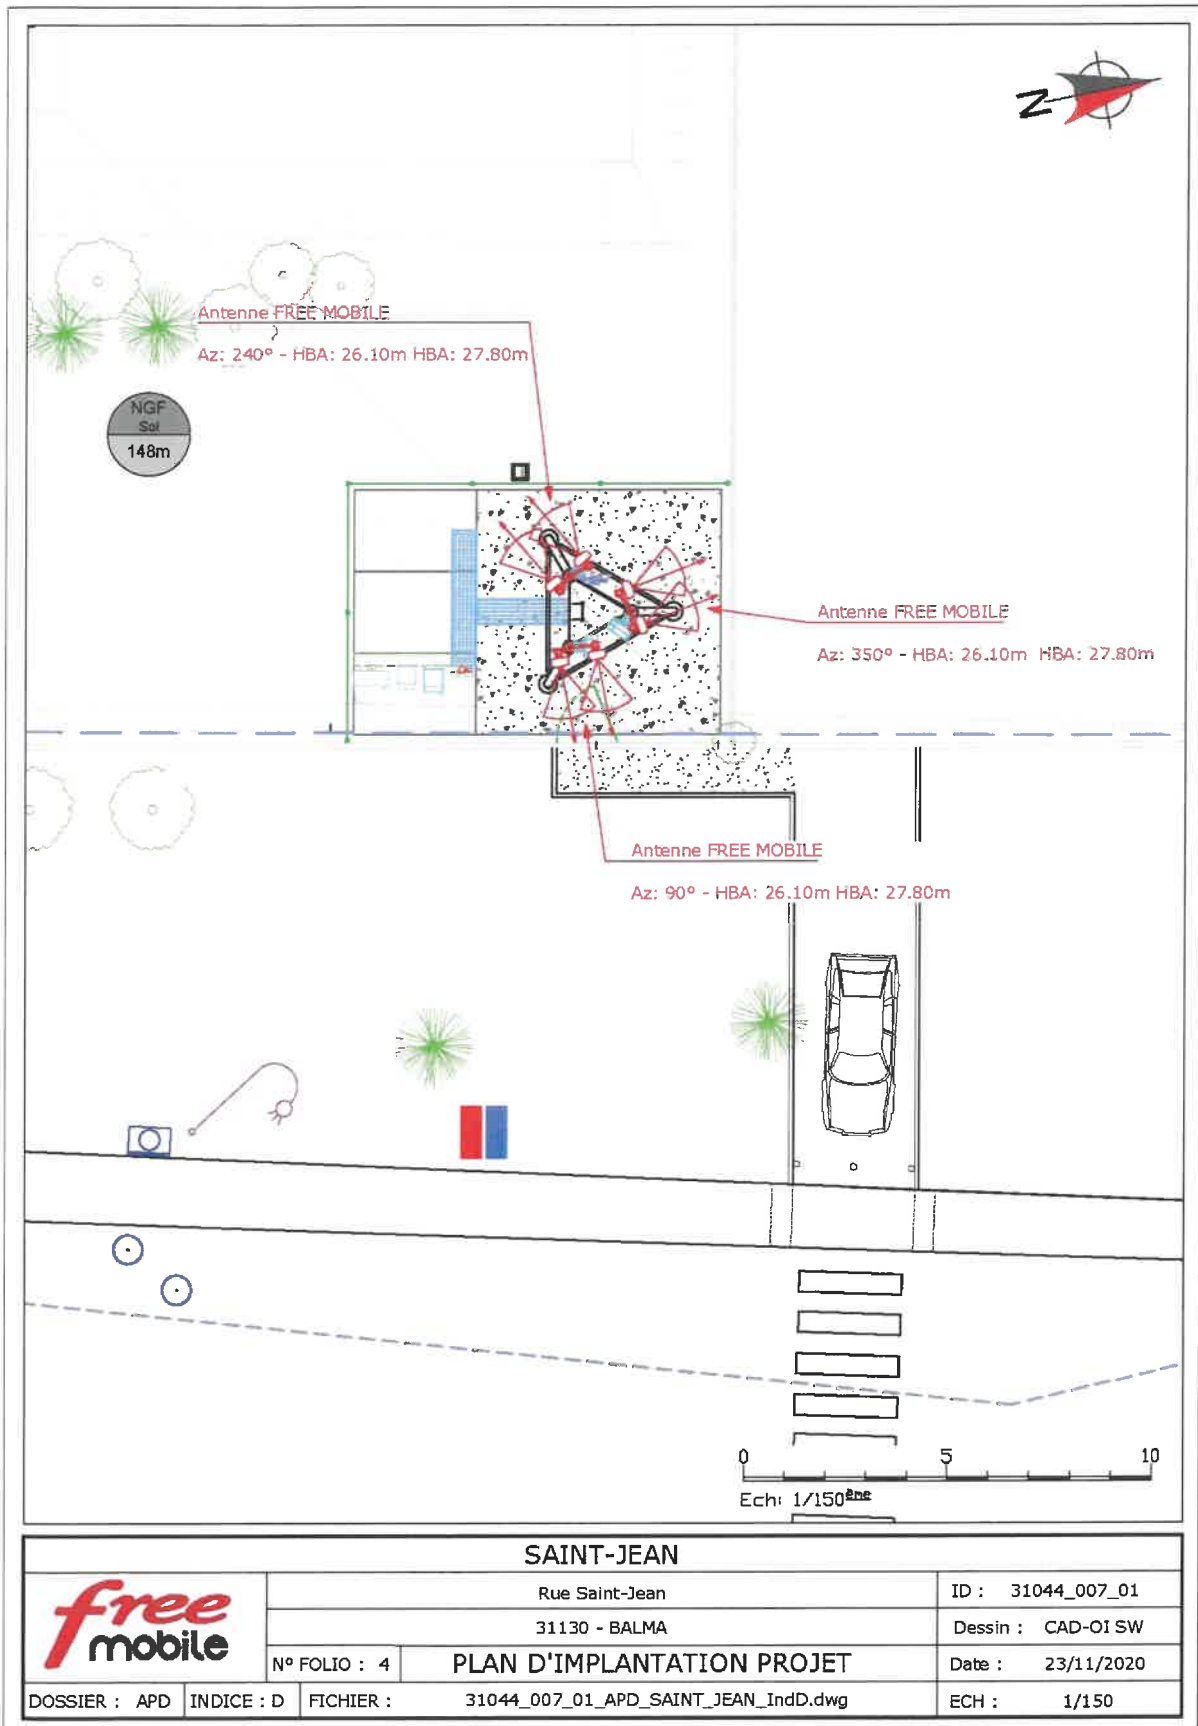 N
Antenne FREE MOBILE
Az: 240° - HBA: 26.10m HBA: 27.80m
NGF
Sol
148m
Antenne FREE MOBILE
Az: 350° - HBA: 26.10m HBA: 27.80m
Antenne FREE MOBILE
Az: 90° - HBA: 26.10m HBA: 27.80m
0 5 10
Ech: 1/150ème
SAINT-JEAN
free mobile
Rue Saint-Jean
ID : 31044_007_01
31130 - BALMA
Dessin : CAD-OI SW
N° FOLIO : 4
PLAN D'IMPLANTATION PROJET
Date : 23/11/2020
DOSSIER : APD
INDICE : D
FICHIER : 31044_007_01_APD_SAINT_JEAN_IndD.dwg
ECH : 1/150